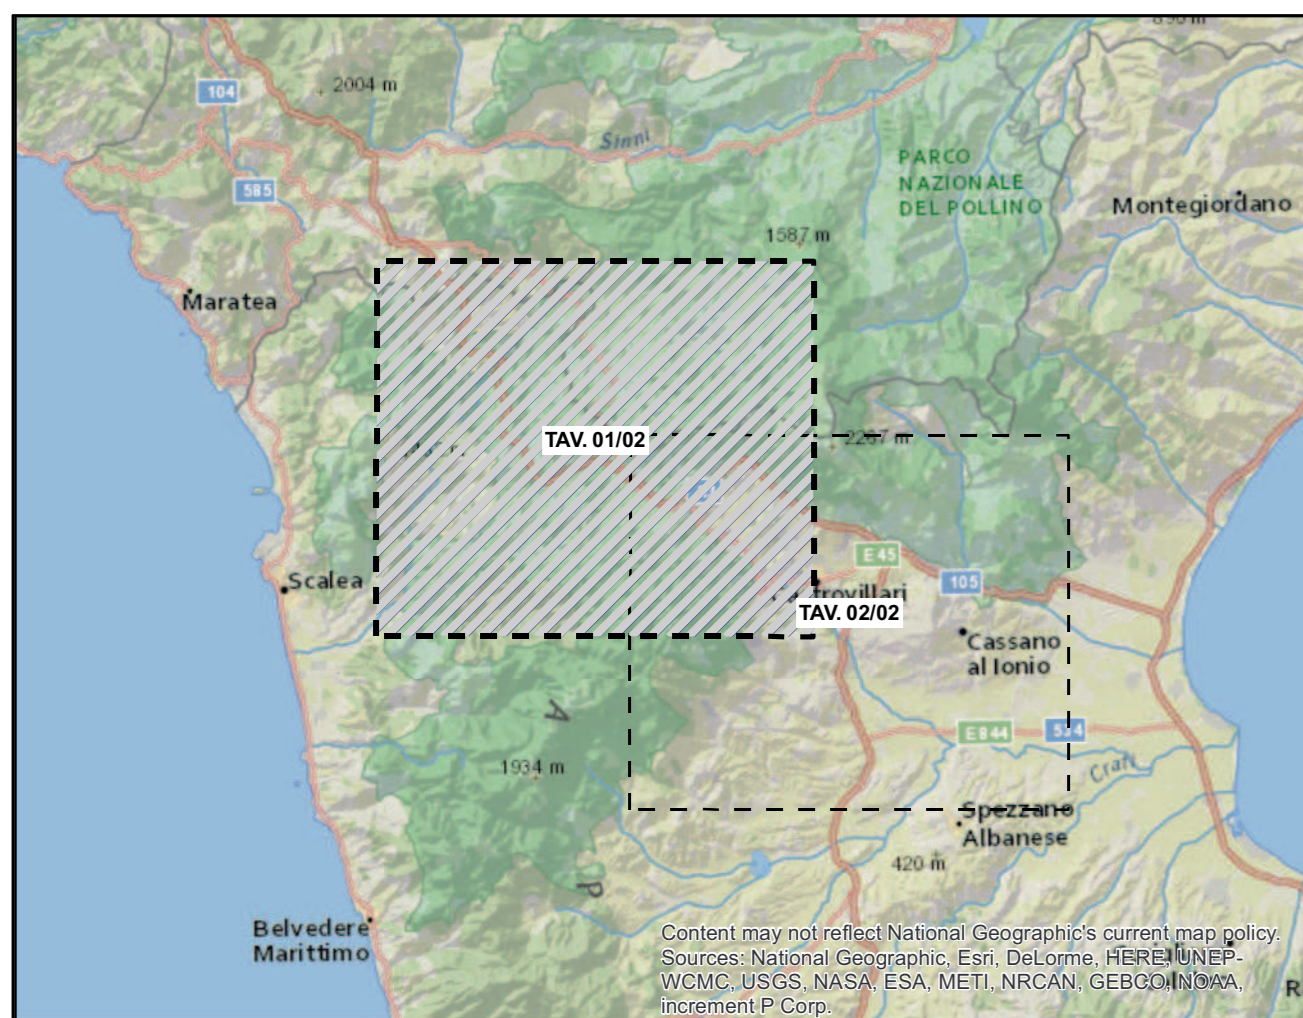 896 m
2004 m
104
Sinni
PARCO
NAZIONALE
DEL POLLINO
585
Montegiordano
1587 m
Maratea
TAV. 01/02
2267 m
E 45
105
Scalea
trovillari
TAV. 02/02
Cassano
al Ionio
A
E 844
534
1934 m
Crati
Spezzano
Albanese
420 m
P
Belvedere
Marittimo
Content may not reflect National Geographic's current map policy.
Sources: National Geographic, Esri, DeLorme, HERE, UNEP-
WCMC, USGS, NASA, ESA, METI, NRCAN, GEBCO, NOAA,
increment P Corp.
R